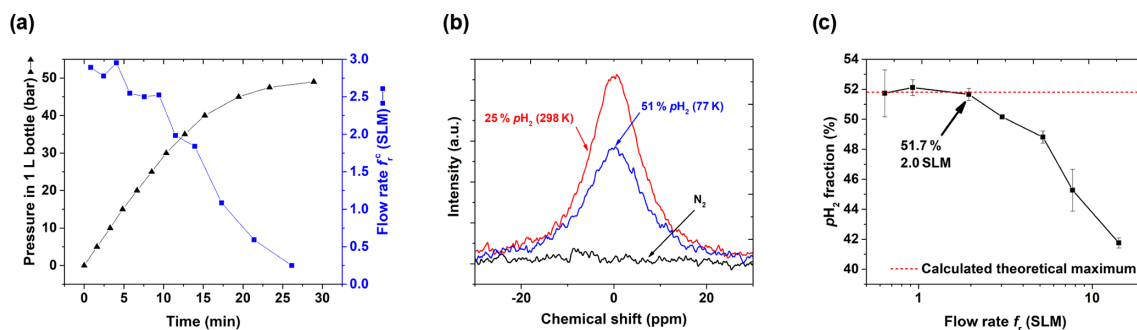 (a)
Pressure in 1 L bottle (bar)
50
40
30
20
10
0
0 5 10 15 20 25 30
Time (min)
3.0
2.5
2.0
1.5
1.0
0.5
0.0
Flow rate f_r^c (SLM)
(b)
Intensity (a.u.)
25 % pH₂ (298 K)
51 % pH₂ (77 K)
N₂
-30 0 30
Chemical shift (ppm)
(c)
pH₂ fraction (%)
54
52
50
48
46
44
42
40
51.7 %
2.0 SLM
Calculated theoretical maximum
1 10
Flow rate f_r (SLM)